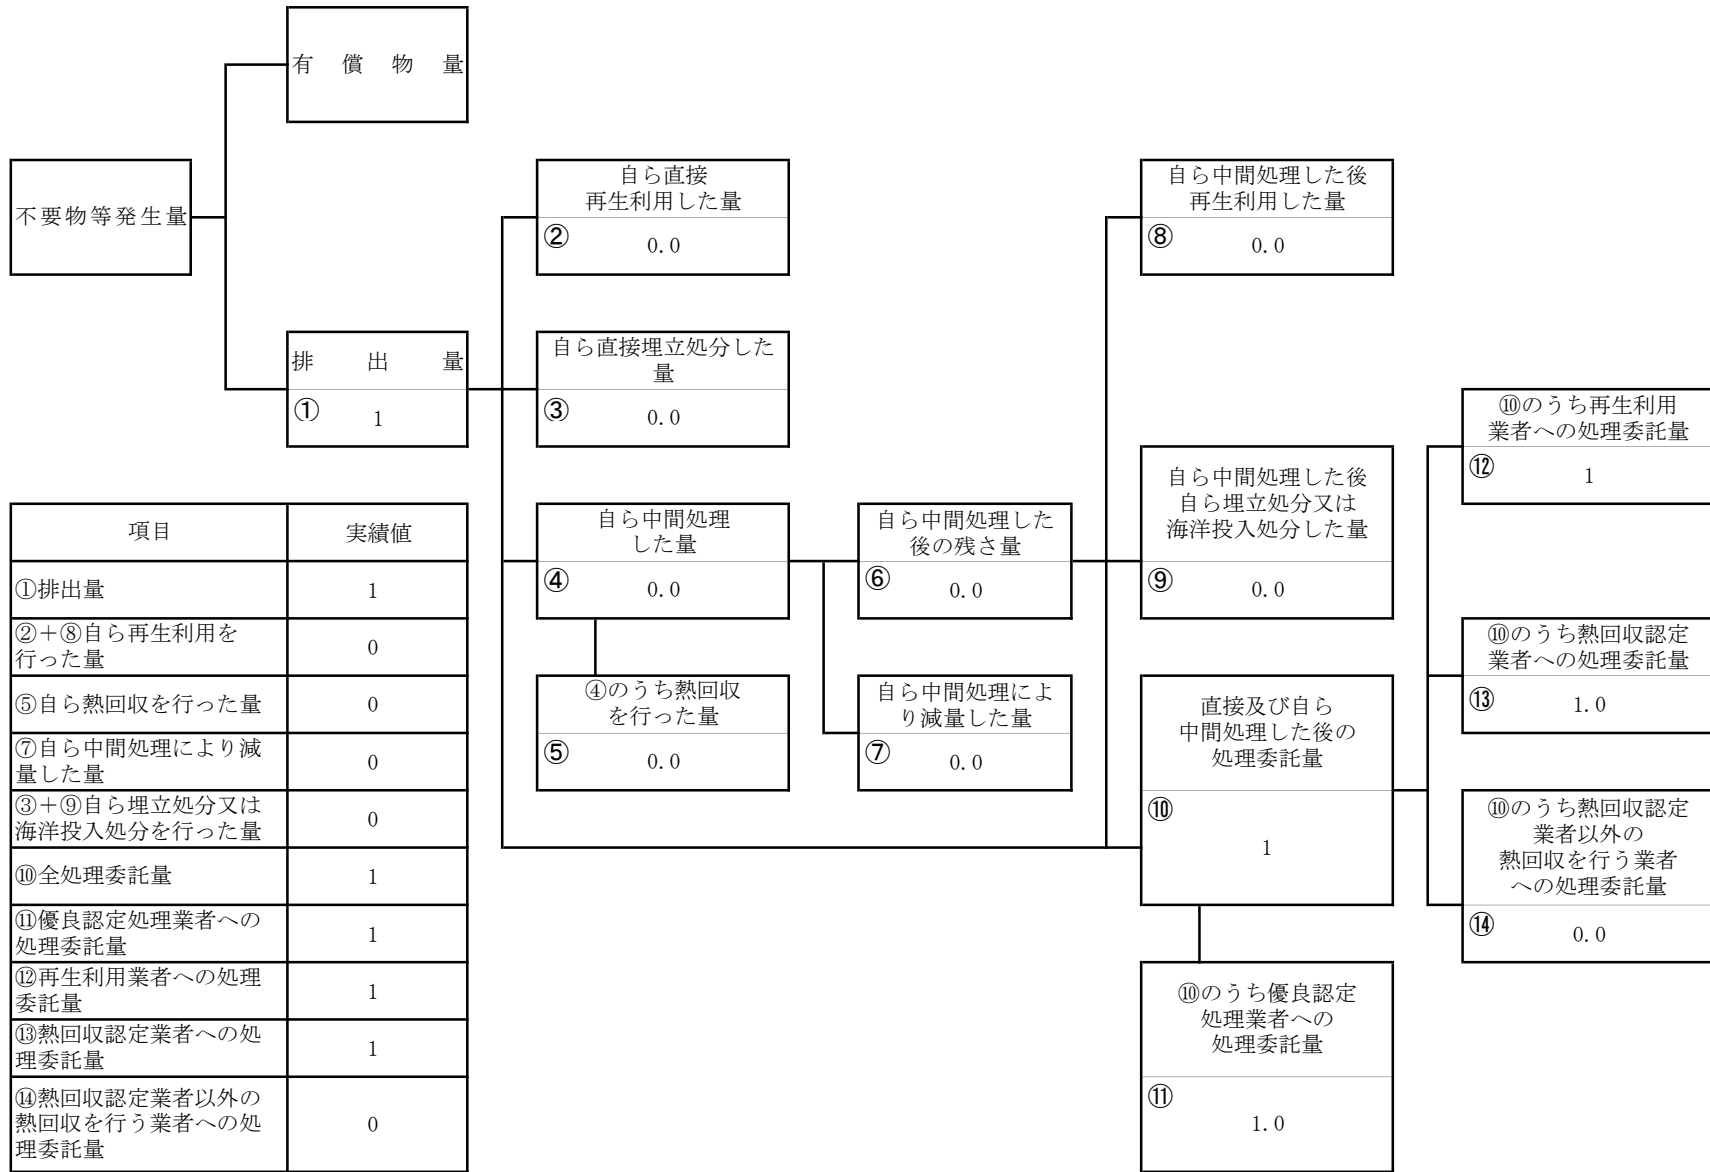 有償物量
不要物等発生量
排出量
① 1
自ら直接
再生利用した量
② 0.0
自ら直接埋立処分した
量
③ 0.0
自ら中間処理
した量
④ 0.0
④のうち熱回収
を行った量
⑤ 0.0
自ら中間処理した
後の残さ量
⑥ 0.0
自ら中間処理によ
り減量した量
⑦ 0.0
自ら中間処理した後
再生利用した量
⑧ 0.0
自ら中間処理した後
自ら埋立処分又は
海洋投入処分した量
⑨ 0.0
直接及び自ら
中間処理した後の
処理委託量
⑩
1
⑩のうち優良認定
処理業者への
処理委託量
⑪
1.0
⑩のうち再生利用
業者への処理委託量
⑫ 1
⑩のうち熱回収認定
業者への処理委託量
⑬ 1.0
⑩のうち熱回収認定
業者以外の
熱回収を行う業者
への処理委託量
⑭ 0.0
項目 実績値
①排出量 1
②+⑧自ら再生利用を
行った量 0
⑤自ら熱回収を行った量 0
⑦自ら中間処理により減
量した量 0
③+⑨自ら埋立処分又は
海洋投入処分を行った量 0
⑩全処理委託量 1
⑪優良認定処理業者への
処理委託量 1
⑫再生利用業者への処理
委託量 1
⑬熱回収認定業者への処
理委託量 1
⑭熱回収認定業者以外の
熱回収を行う業者への処
理委託量 0